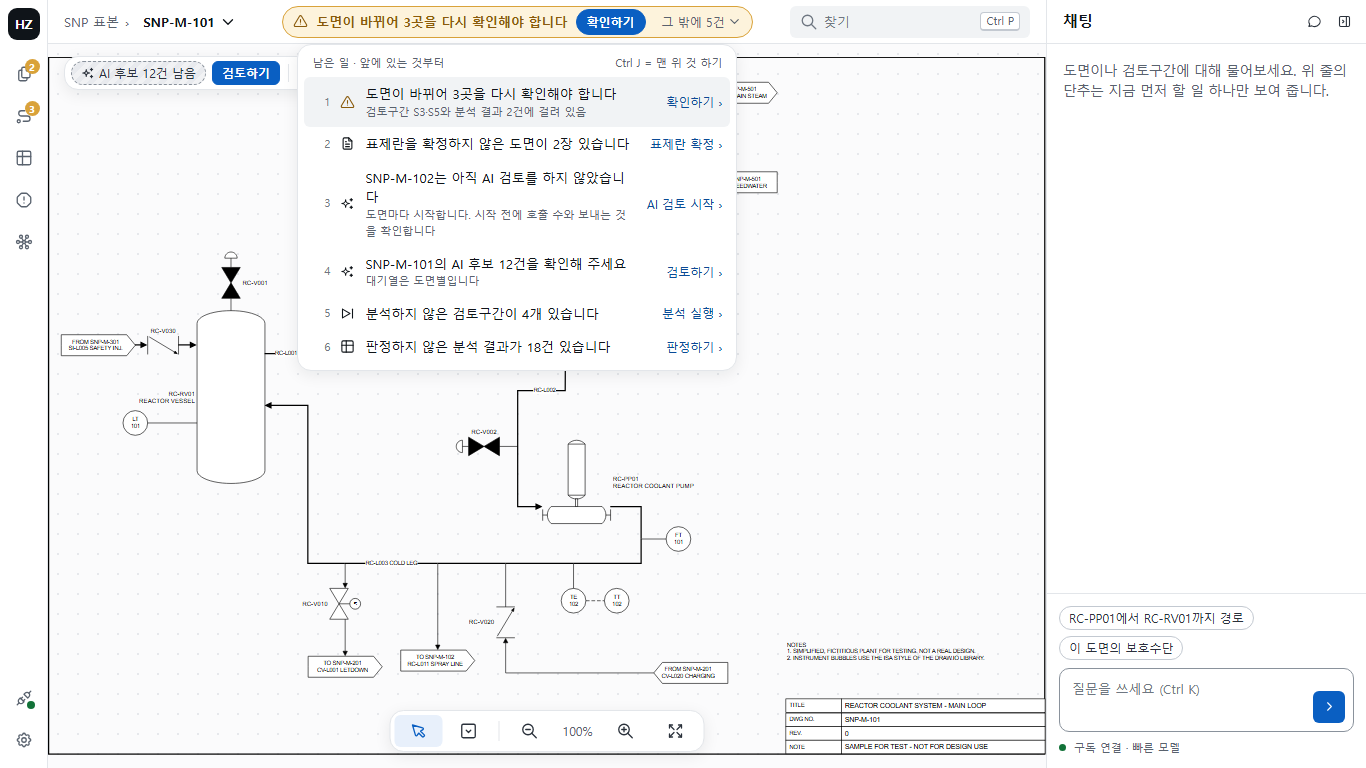 HZ
SNP 표본 › SNP-M-101
도면이 바뀌어 3곳을 다시 확인해야 합니다 확인하기 그 밖에 5건
찾기 Ctrl P
채팅
2
3
AI 후보 12건 남음 검토하기
남은 일 · 앞에 있는 것부터 Ctrl J = 맨 위 것 하기
1 도면이 바뀌어 3곳을 다시 확인해야 합니다 확인하기 ›
검토구간 S3·S5와 분석 결과 2건에 걸려 있음
2 표제란을 확정하지 않은 도면이 2장 있습니다 표제란 확정 ›
SNP-M-102는 아직 AI 검토를 하지 않았습니
다
3 AI 검토 시작 ›
도면마다 시작합니다. 시작 전에 호출 수와 보내는 것
을 확인합니다
4 SNP-M-101의 AI 후보 12건을 확인해 주세요 검토하기 ›
대기열은 도면별입니다
5 분석하지 않은 검토구간이 4개 있습니다 분석 실행 ›
6 판정하지 않은 분석 결과가 18건 있습니다 판정하기 ›
도면이나 검토구간에 대해 물어보세요. 위 줄의
단추는 지금 먼저 할 일 하나만 보여 줍니다.
RC-V001
RC-V030
FROM SNP-M-301
SI-L005 SAFETY INJ.
RC-L001
RC-RV01
REACTOR VESSEL
LT
101
RC-L002
RC-V002
RC-PP01
REACTOR COOLANT PUMP
FT
101
RC-L003 COLD LEG
RC-V010
TE
102
TT
102
RC-V020
TO SNP-M-201
CV-L001 LETDOWN
TO SNP-M-102
RC-L011 SPRAY LINE
FROM SNP-M-201
CV-L020 CHARGING
NOTES
1. SIMPLIFIED, FICTITIOUS PLANT FOR TESTING. NOT A REAL DESIGN.
2. INSTRUMENT BUBBLES USE THE ISA STYLE OF THE DRAWIO LIBRARY.
TITLE REACTOR COOLANT SYSTEM - MAIN LOOP
DWG NO. SNP-M-101
REV. 0
NOTE SAMPLE FOR TEST - NOT FOR DESIGN USE
100%
RC-PP01에서 RC-RV01까지 경로
이 도면의 보호수단
질문을 쓰세요 (Ctrl K)
구독 연결 · 빠른 모델